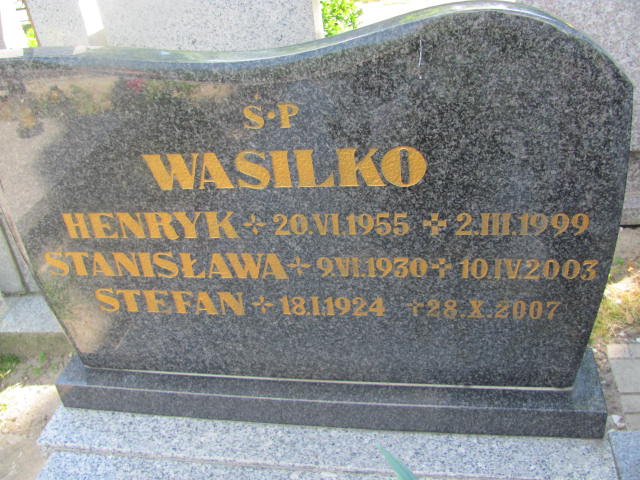 Ś·P
WASILKO
HENRYK ✢ 20.VI.1955 ✢ 2.III.1999
STANISŁAWA ✢ 9.VI.1930 ✢ 10.IV.2003
STEFAN ✢ 18.I.1924 ✝ 28.X.2007